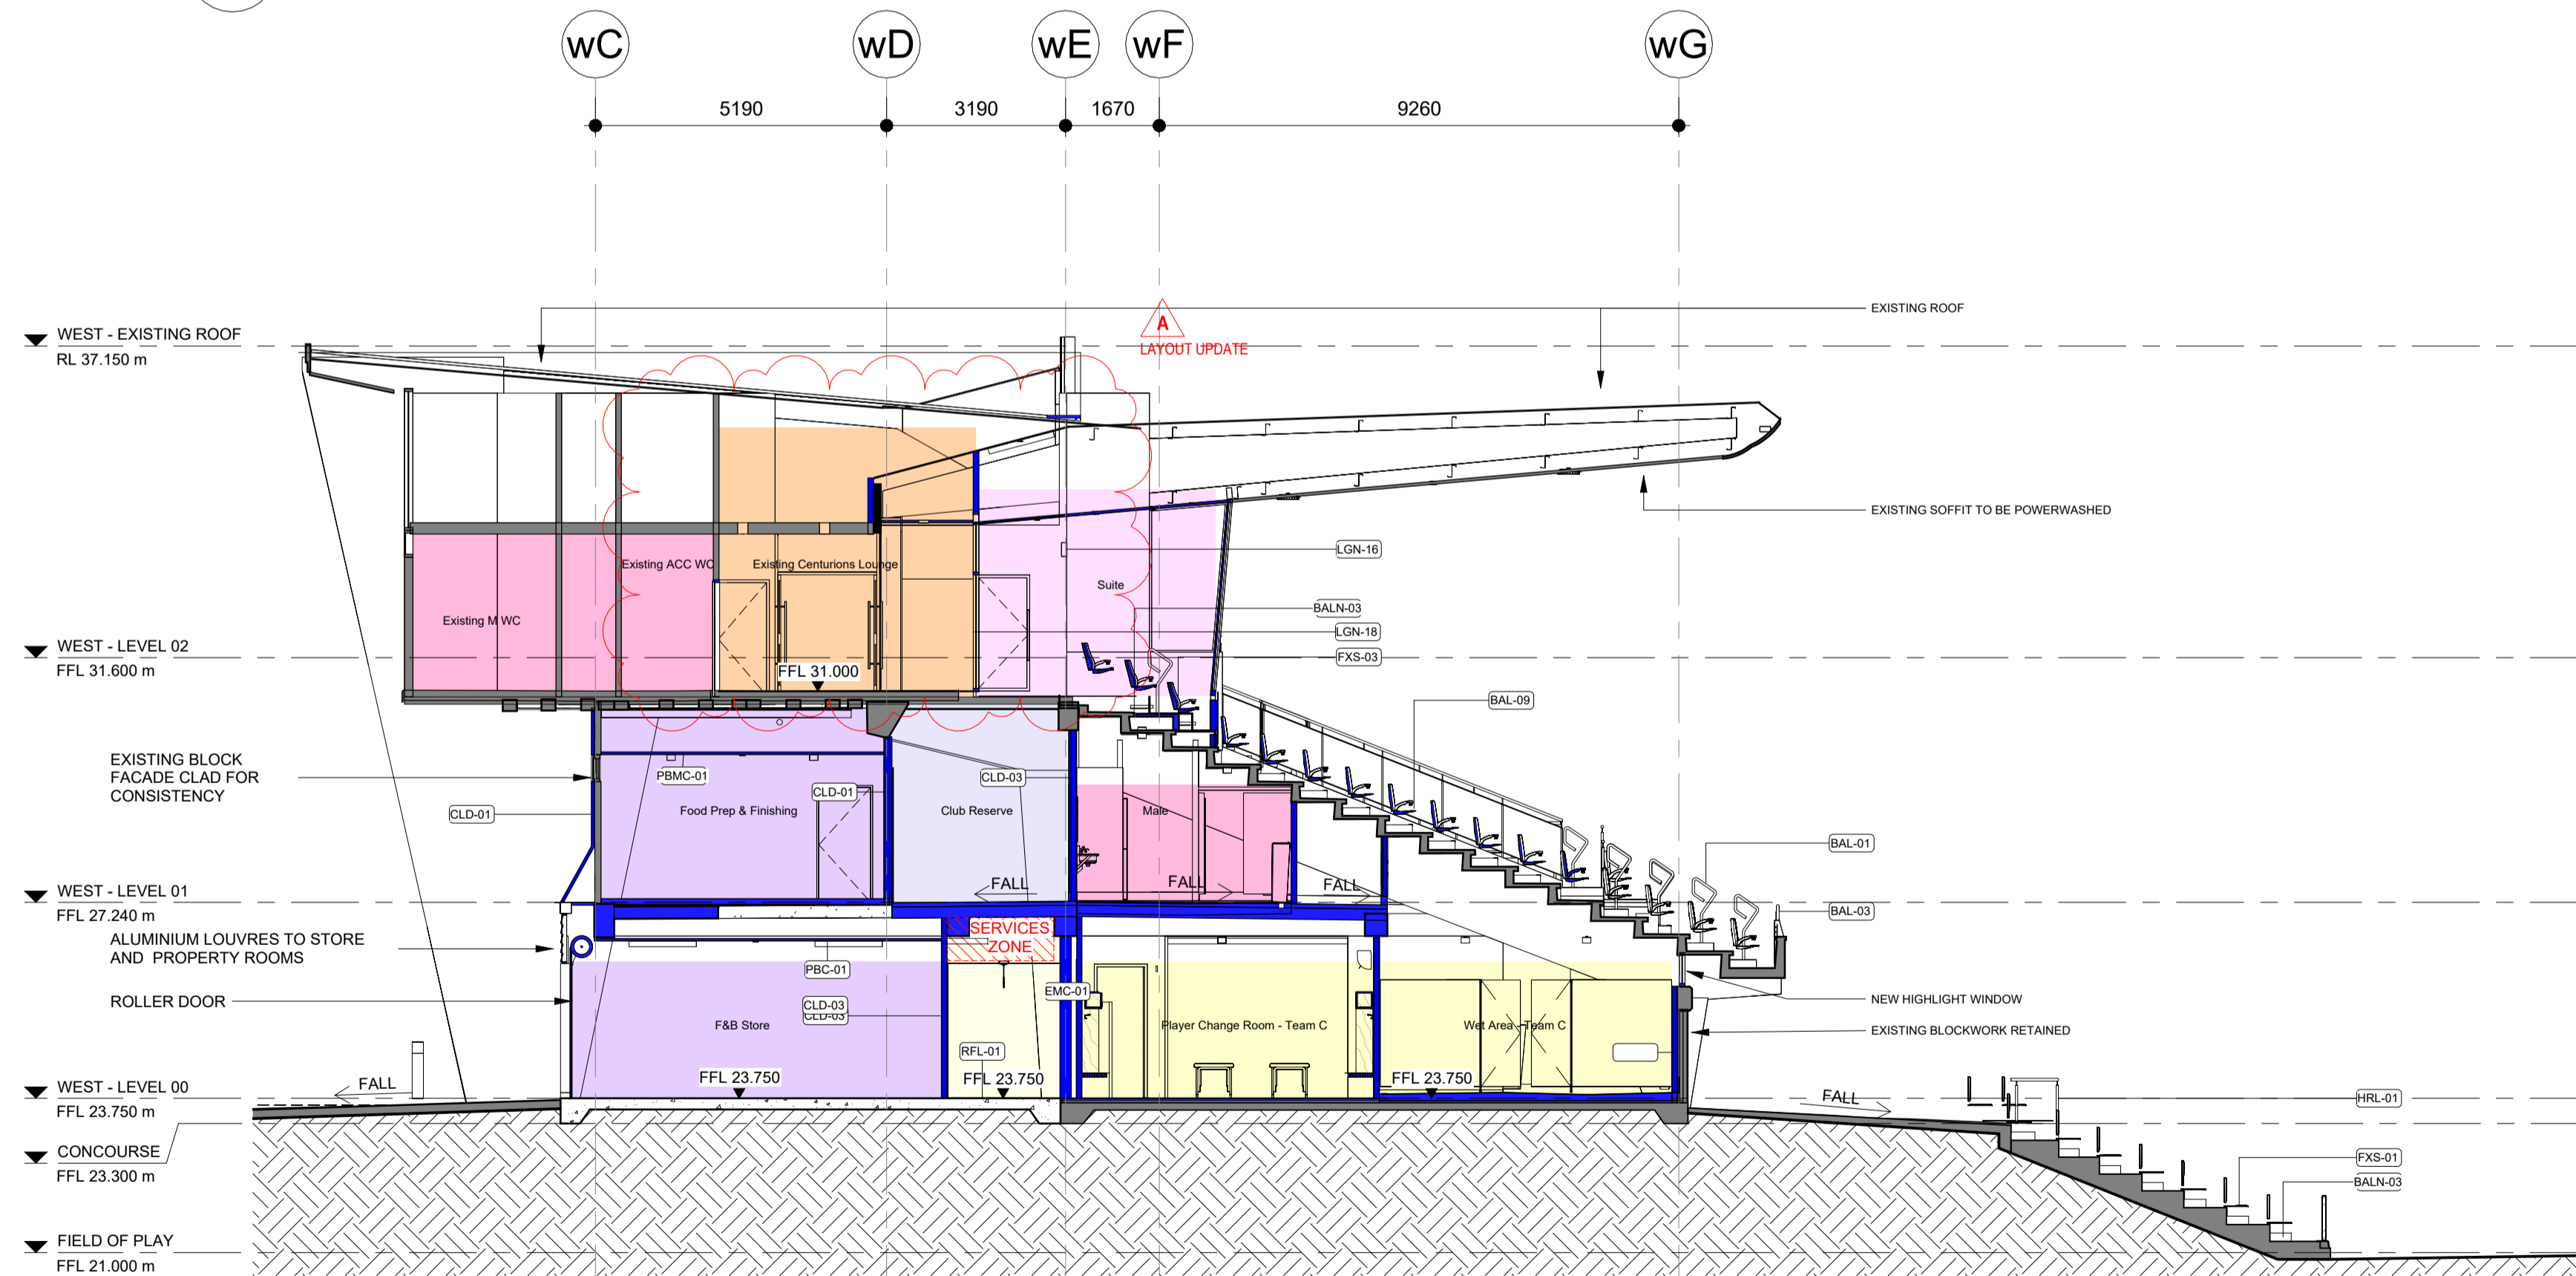 wC
wD
wE
wF
wG
5190
3190
1670
9260
EXISTING ROOF
A
LAYOUT UPDATE
WEST - EXISTING ROOF
RL 37.150 m
EXISTING SOFFIT TO BE POWERWASHED
LGN-16
Existing ACC WC
Existing Centurions Lounge
Suite
BALN-03
Existing M WC
LGN-18
WEST - LEVEL 02
FFL 31.600 m
FFL 31.000
FXS-03
BAL-09
EXISTING BLOCK
FACADE CLAD FOR
CONSISTENCY
PBMC-01
CLD-01
CLD-03
CLD-01
Food Prep & Finishing
Club Reserve
Male
BAL-01
WEST - LEVEL 01
FFL 27.240 m
FALL
FALL
FALL
BAL-03
ALUMINIUM LOUVRES TO STORE
AND PROPERTY ROOMS
SERVICES
ZONE
PBC-01
EMC-01
ROLLER DOOR
CLD-03
CLD-03
NEW HIGHLIGHT WINDOW
F&B Store
Player Change Room - Team C
Wet Area - Team C
EXISTING BLOCKWORK RETAINED
RFL-01
WEST - LEVEL 00
FFL 23.750 m
FALL
FFL 23.750
FFL 23.750
FFL 23.750
FALL
HRL-01
CONCOURSE
FFL 23.300 m
FXS-01
BALN-03
FIELD OF PLAY
FFL 21.000 m